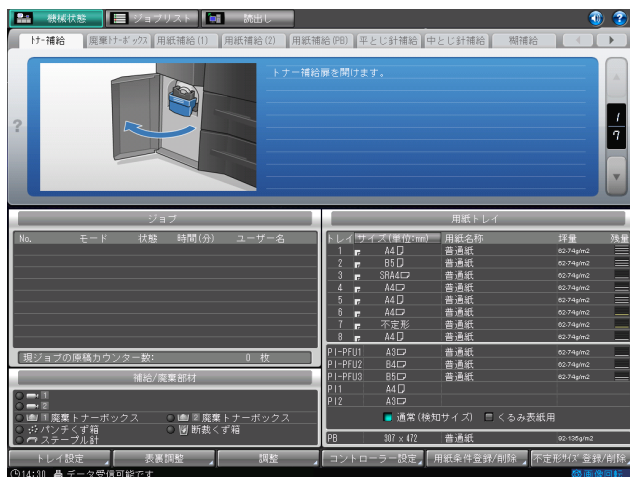 機械状態 ジョブリスト 読出し
トナー補給 廃棄トナーボックス 用紙補給(1) 用紙補給(2) 用紙補給(PB) 平とじ針補給 中とじ針補給 糊補給
トナー補給扉を開けます。
?
1
7
ジョブ
No. モード 状態 時間(分) ユーザー名
現ジョブの原稿カウンター数: 0 枚
補給/廃棄部材
1
2
1 廃棄トナーボックス 2 廃棄トナーボックス
パンチくず箱 断裁くず箱
ステープル針
用紙トレイ
トレイ サイズ(単位:mm) 用紙名称 坪量 残量
1 A4 普通紙 62-74g/m2
2 B5 普通紙 62-74g/m2
3 SRA4 普通紙 62-74g/m2
4 A4 普通紙 62-74g/m2
5 A4 普通紙 62-74g/m2
6 A4 普通紙 62-74g/m2
7 不定形 普通紙 62-74g/m2
8 A4 普通紙 62-74g/m2
PI-PFU1 A3 普通紙 62-74g/m2
PI-PFU2 B4 普通紙 62-74g/m2
PI-PFU3 B5 普通紙 62-74g/m2
PI1 A4
PI2 A3
通常(検知サイズ) くるみ表紙用
PB 307 × 472 普通紙 92-135g/m2
トレイ設定 表裏調整 調整 コントローラー設定 用紙条件登録/削除 不定形サイズ登録/削除
14:30 データ受信可能です 画像回転